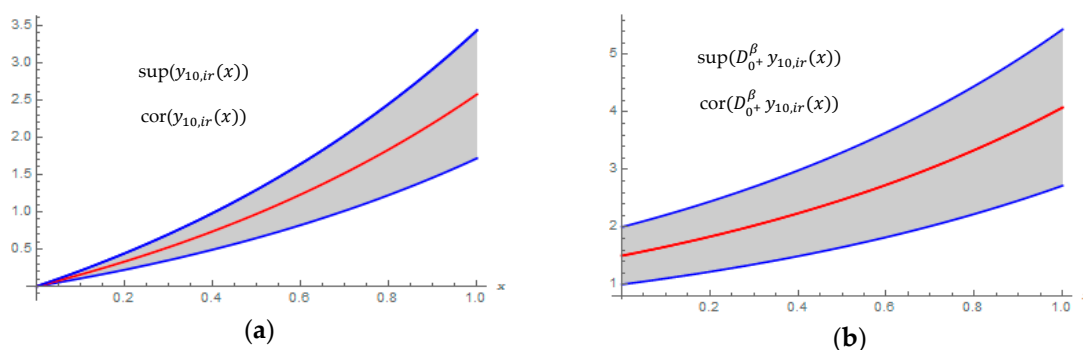 3.5
3.0
2.5
2.0
1.5
1.0
0.5
sup(y₁₀,ᵢᵣ(x))
cor(y₁₀,ᵢᵣ(x))
0.2 0.4 0.6 0.8 1.0 x
(a)
5
4
3
2
1
sup(D₀₊^β y₁₀,ᵢᵣ(x))
cor(D₀₊^β y₁₀,ᵢᵣ(x))
0.2 0.4 0.6 0.8 1.0
(b)